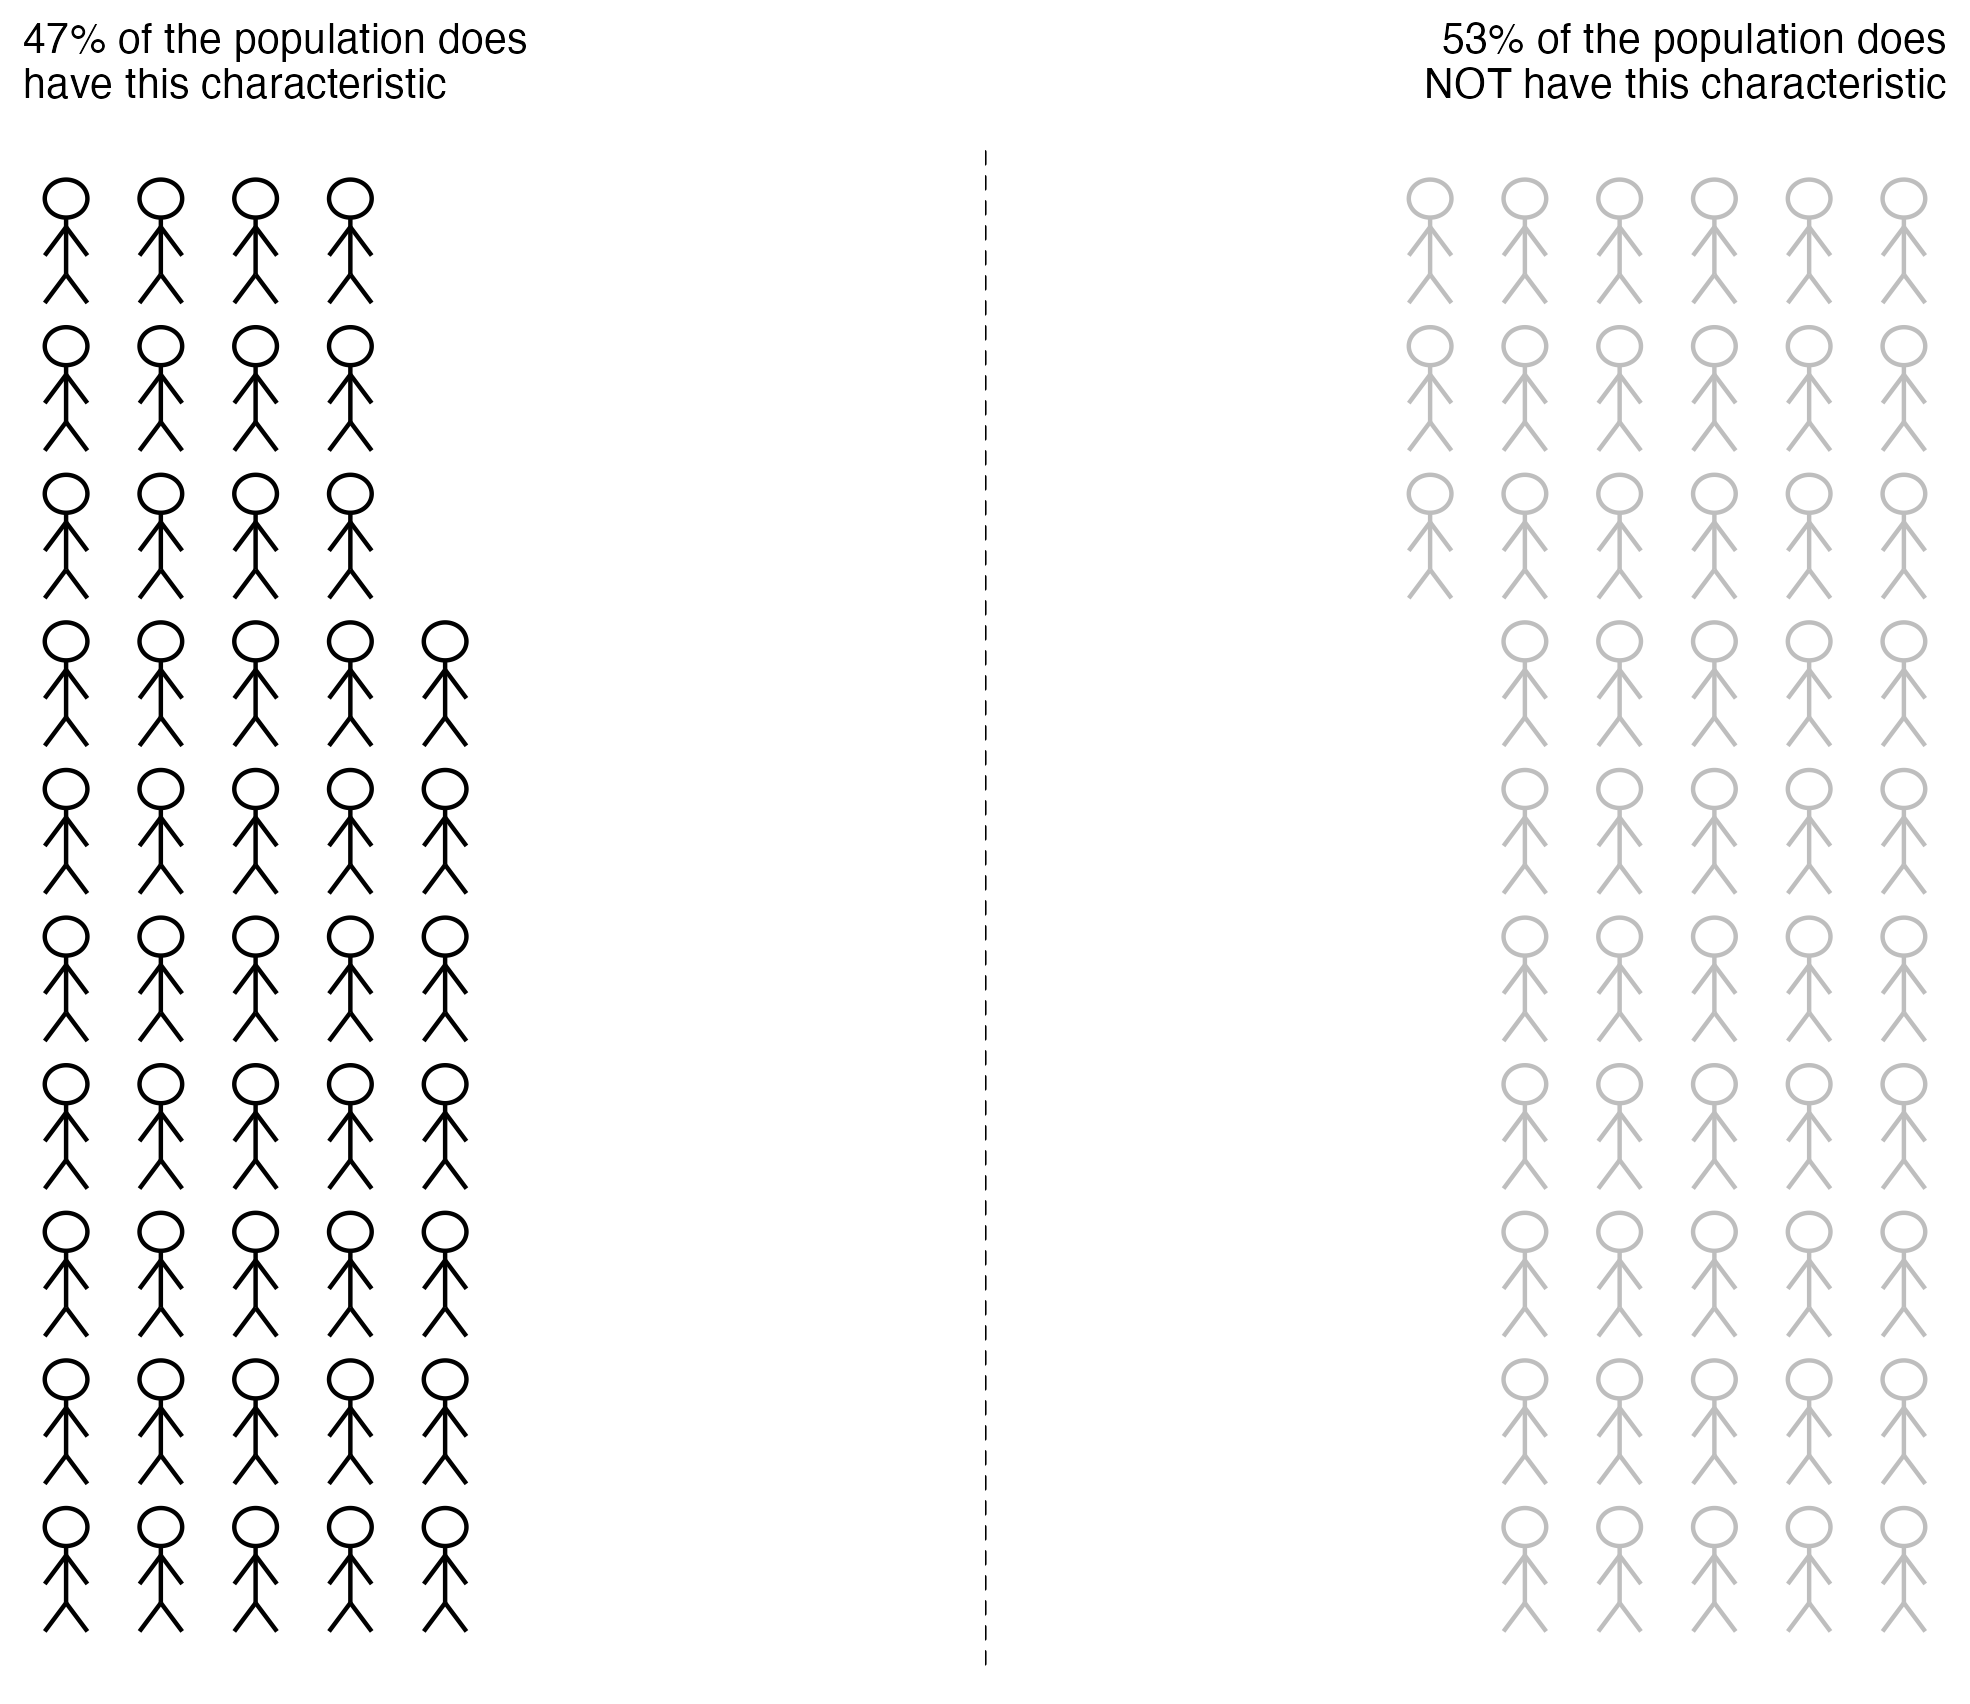 47% of the population does
have this characteristic
53% of the population does
NOT have this characteristic